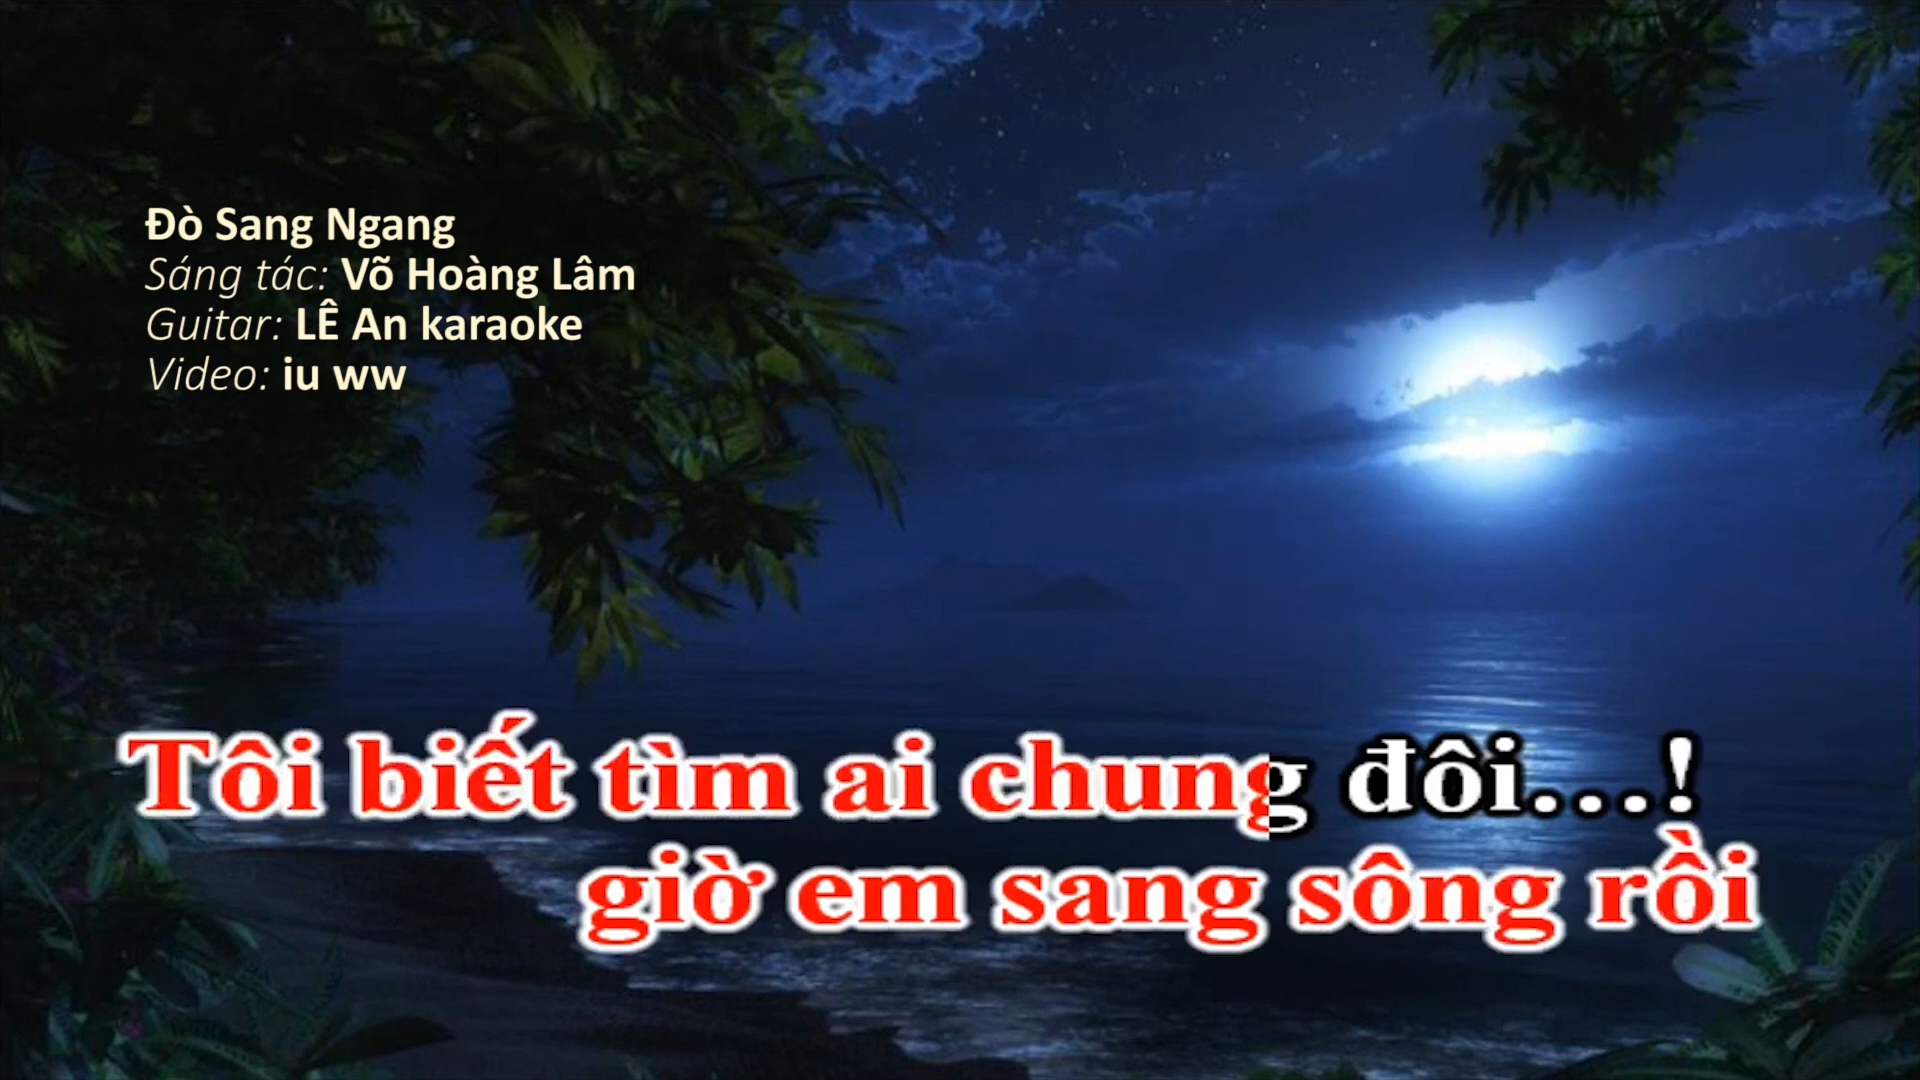 Đò Sang Ngang
Sáng tác: Võ Hoàng Lâm
Guitar: LÊ An karaoke
Video: iu ww
Tôi biết tìm ai chung đôi...!
giờ em sang sông rồi